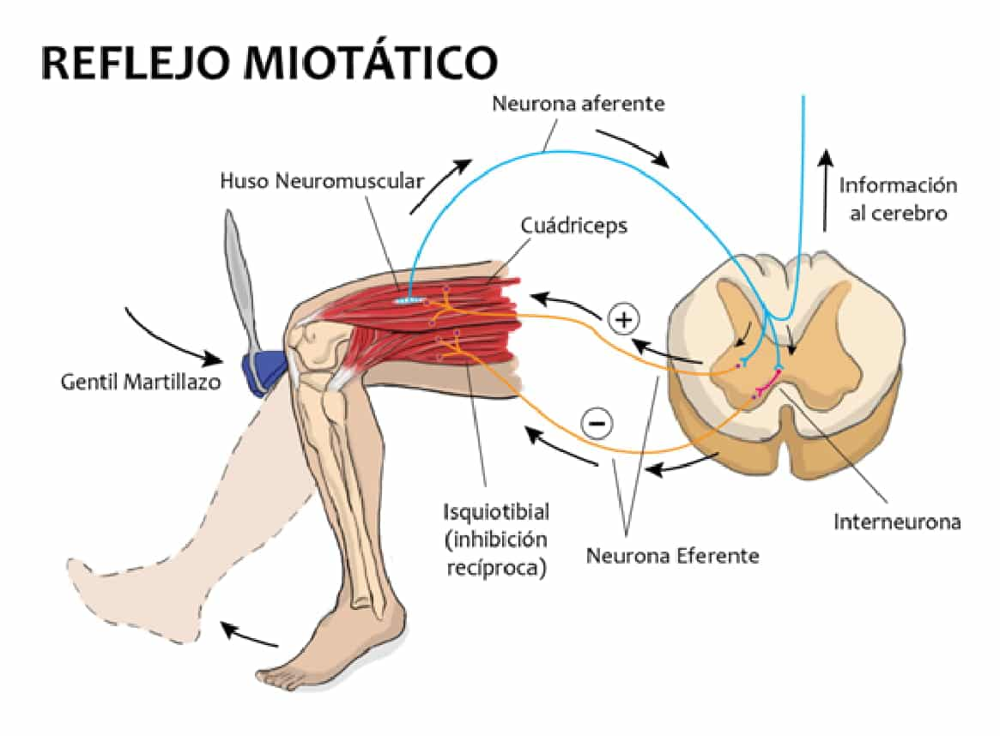 REFLEJO MIOTÁTICO
Neurona aferente
Huso Neuromuscular
Información
al cerebro
Cuádriceps
+
Gentil Martillazo
−
Isquiotibial
(inhibición
recíproca)
Interneurona
Neurona Eferente